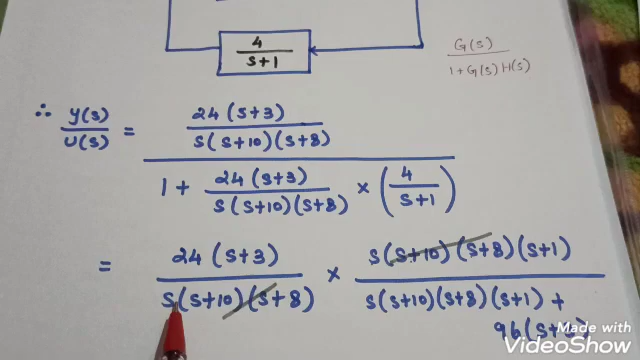 4
s+1
G(s)
1+G(s)H(s)
∴ y(s)/U(s) =
24(s+3)
s(s+10)(s+8)
1 + 24(s+3)/s(s+10)(s+8) × (4/s+1)
= 24(s+3)/s(s+10)(s+8) × s(s+10)(s+8)(s+1)/s(s+10)(s+8)(s+1) +
96(s+
Made with
VideoShow